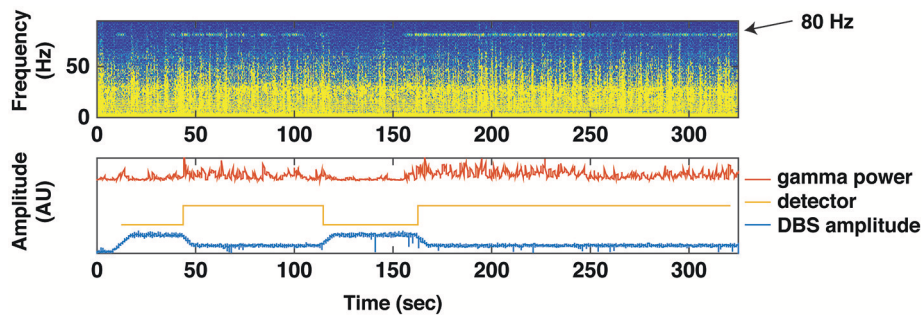 80 Hz
Frequency
(Hz)
50
0
0 50 100 150 200 250 300
Amplitude
(AU)
gamma power
detector
DBS amplitude
0 50 100 150 200 250 300
Time (sec)